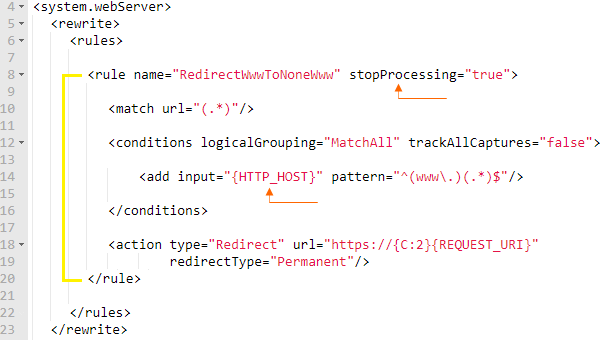 4 <system.webServer>
5 <rewrite>
6 <rules>
7
8 <rule name="RedirectWwwToNoneWww" stopProcessing="true">
9
10 <match url="(.*)"/>
11
12 <conditions logicalGrouping="MatchAll" trackAllCaptures="false">
13
14 <add input="{HTTP_HOST}" pattern="^(www\.)(.*)$"/>
15
16 </conditions>
17
18 <action type="Redirect" url="https://{C:2}{REQUEST_URI}"
19 redirectType="Permanent"/>
20 </rule>
21
22 </rules>
23 </rewrite>